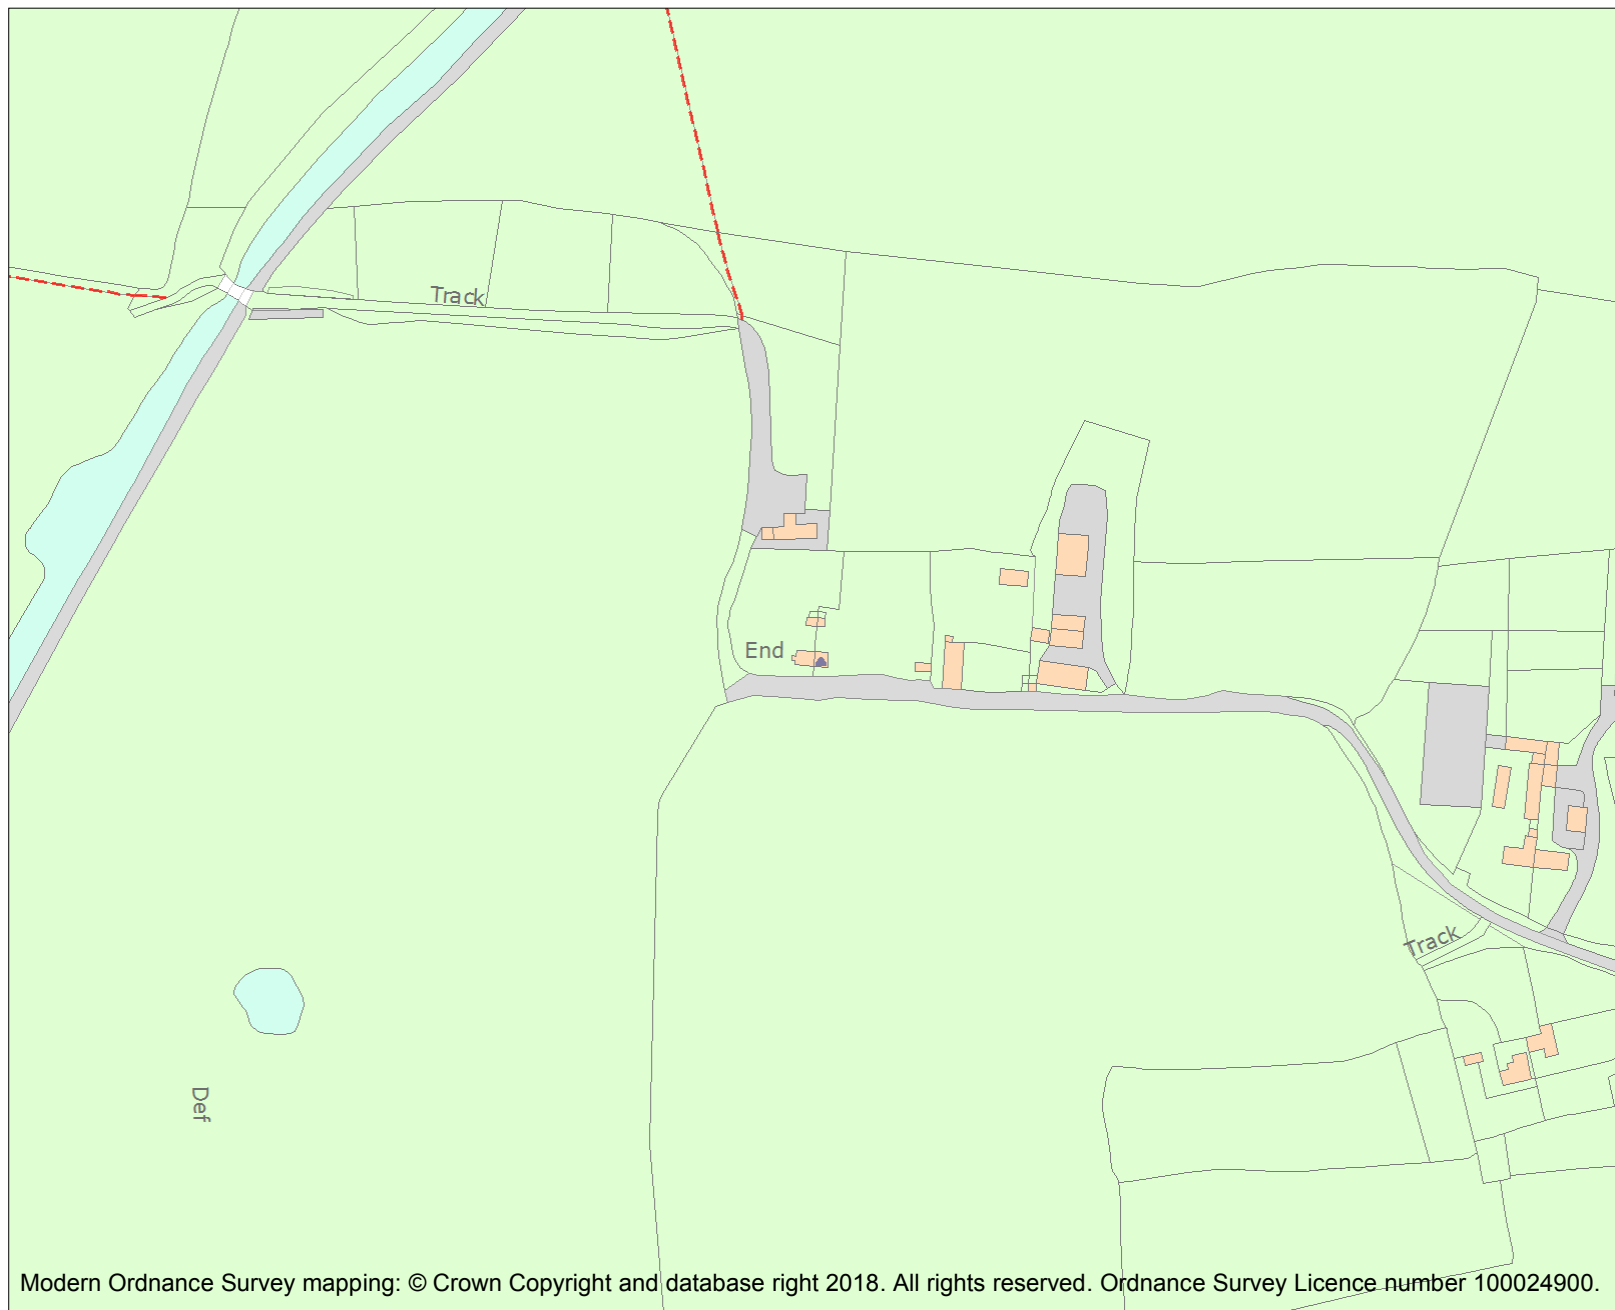 Track
End
Track
Def
Modern Ordnance Survey mapping: © Crown Copyright and database right 2018. All rights reserved. Ordnance Survey Licence number 100024900.